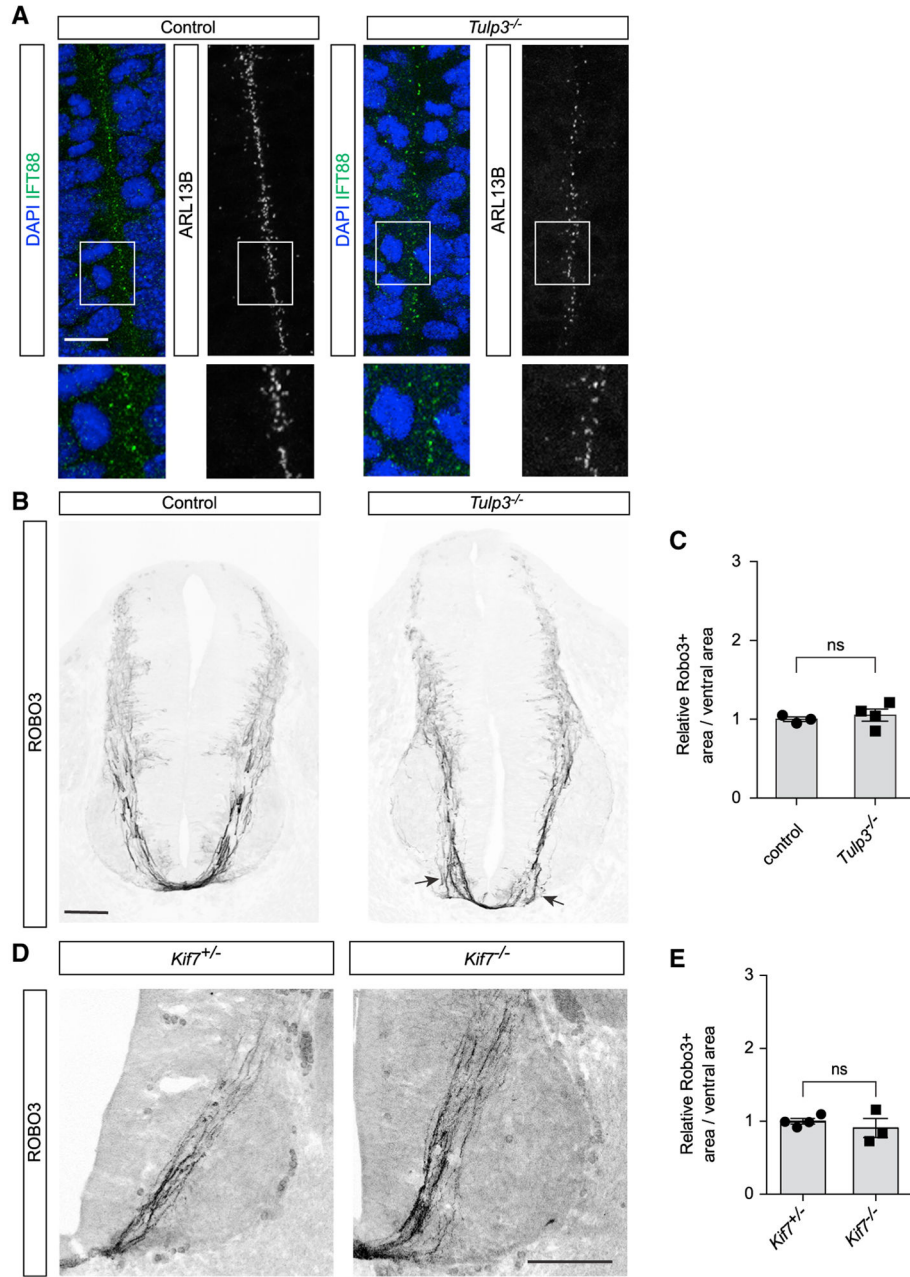 A
Control
Tulp3-/-
DAPI IFT88
ARL13B
DAPI IFT88
ARL13B
B
Control
Tulp3-/-
ROBO3
C
Relative Robo3+
area / ventral area
3
2
1
0
ns
control
Tulp3-/-
D
Kif7+/-
Kif7-/-
ROBO3
E
Relative Robo3+
area / ventral area
3
2
1
0
ns
Kif7+/-
Kif7-/-